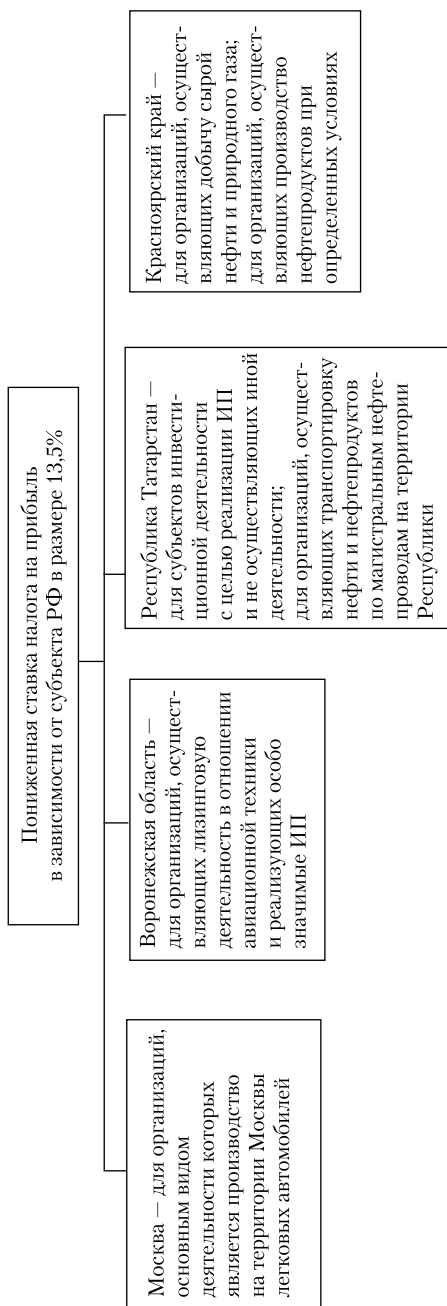 Пониженная ставка налога на прибыль
в зависимости от субъекта РФ в размере 13,5%
Москва — для организаций,
основным видом
деятельности которых
является производство
на территории Москвы
легковых автомобилей
Воронежская область —
для организаций, осущест-
вляющих лизинговую
деятельность в отношении
авиационной техники
и реализующих особо
значимые ИП
Республика Татарстан —
для субъектов инвести-
ционной деятельности
с целью реализации ИП
и не осуществляющих иной
деятельности;
для организаций, осущест-
вляющих транспортировку
нефти и нефтепродуктов
по магистральным нефте-
проводам на территории
Республики
Красноярский край —
для организаций, осущест-
вляющих добычу сырой
нефти и природного газа;
для организаций, осущест-
вляющих производство
нефтепродуктов при
определенных условиях